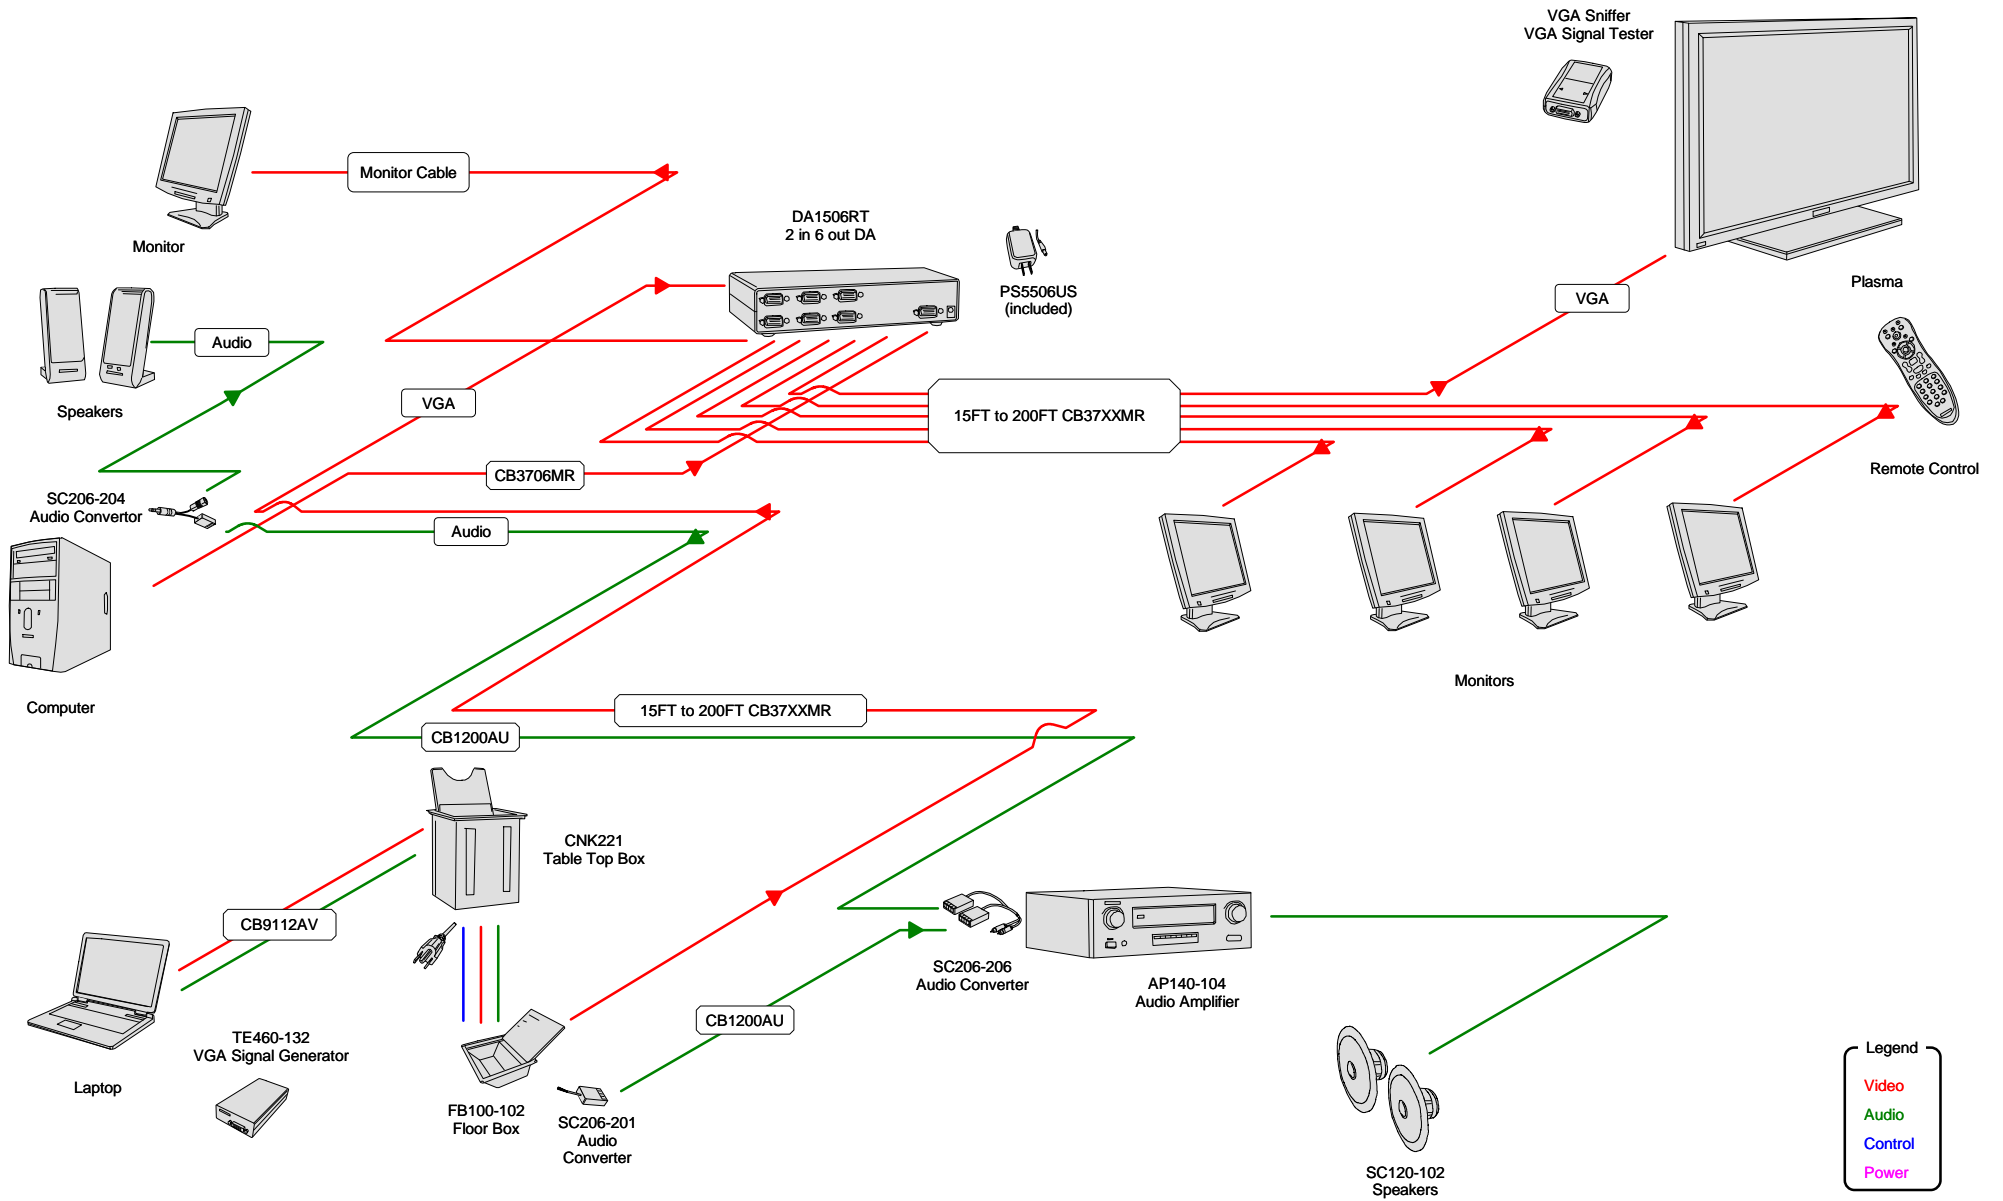 VGA Sniffer
VGA Signal Tester
Monitor Cable
Monitor
DA1506RT
2 in 6 out DA
PS5506US
(included)
Plasma
VGA
Audio
Speakers
VGA
15FT to 200FT CB37XXMR
Remote Control
CB3706MR
SC206-204
Audio Convertor
Audio
Computer
Monitors
15FT to 200FT CB37XXMR
CB1200AU
CNK221
Table Top Box
CB9112AV
SC206-206
Audio Converter
AP140-104
Audio Amplifier
CB1200AU
TE460-132
VGA Signal Generator
Laptop
FB100-102
Floor Box
SC206-201
Audio
Converter
SC120-102
Speakers
Legend
Video
Audio
Control
Power